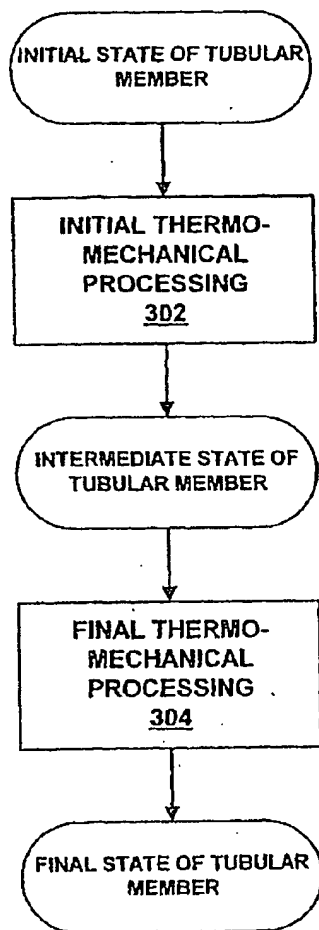 INITIAL STATE OF TUBULAR
MEMBER
INITIAL THERMO-
MECHANICAL
PROCESSING
302
INTERMEDIATE STATE OF
TUBULAR MEMBER
FINAL THERMO-
MECHANICAL
PROCESSING
304
FINAL STATE OF TUBULAR
MEMBER